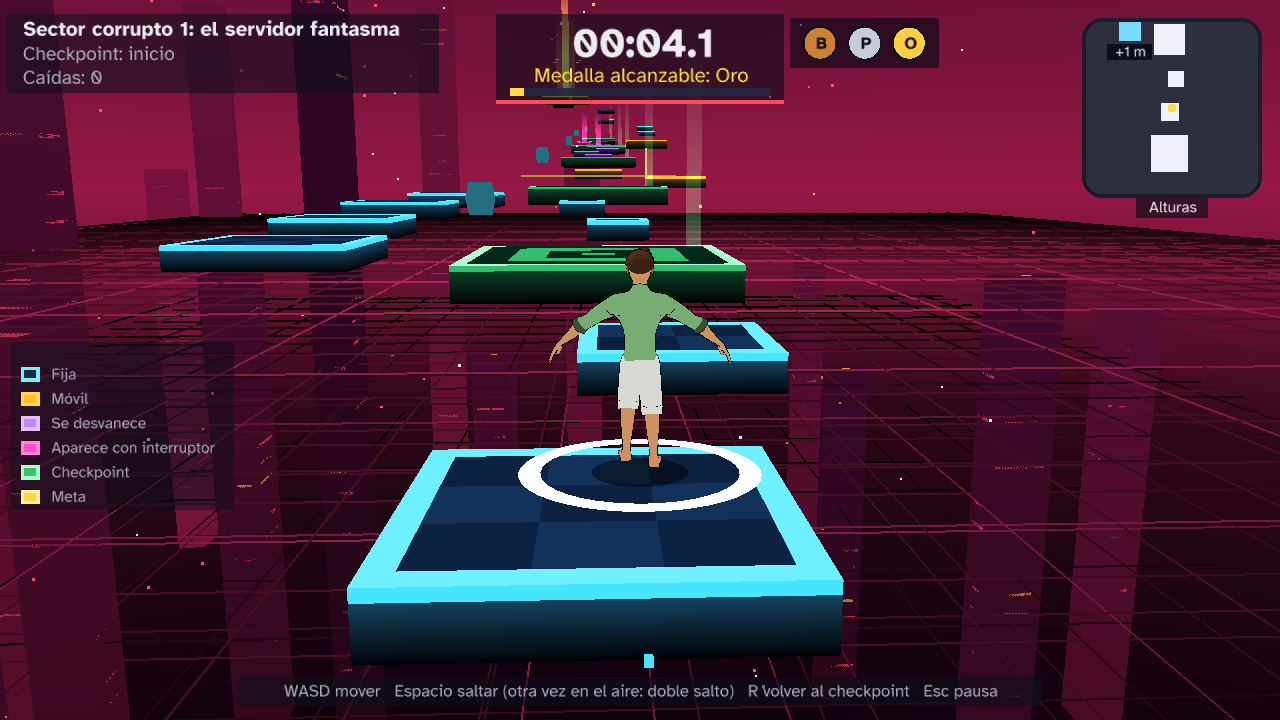 Sector corrupto 1: el servidor fantasma
Checkpoint: inicio
Caídas: 0
00:04.1
Medalla alcanzable: Oro
B P O
+1 m
Alturas
Fija
Móvil
Se desvanece
Aparece con interruptor
Checkpoint
Meta
WASD mover Espacio saltar (otra vez en el aire: doble salto) R Volver al checkpoint Esc pausa